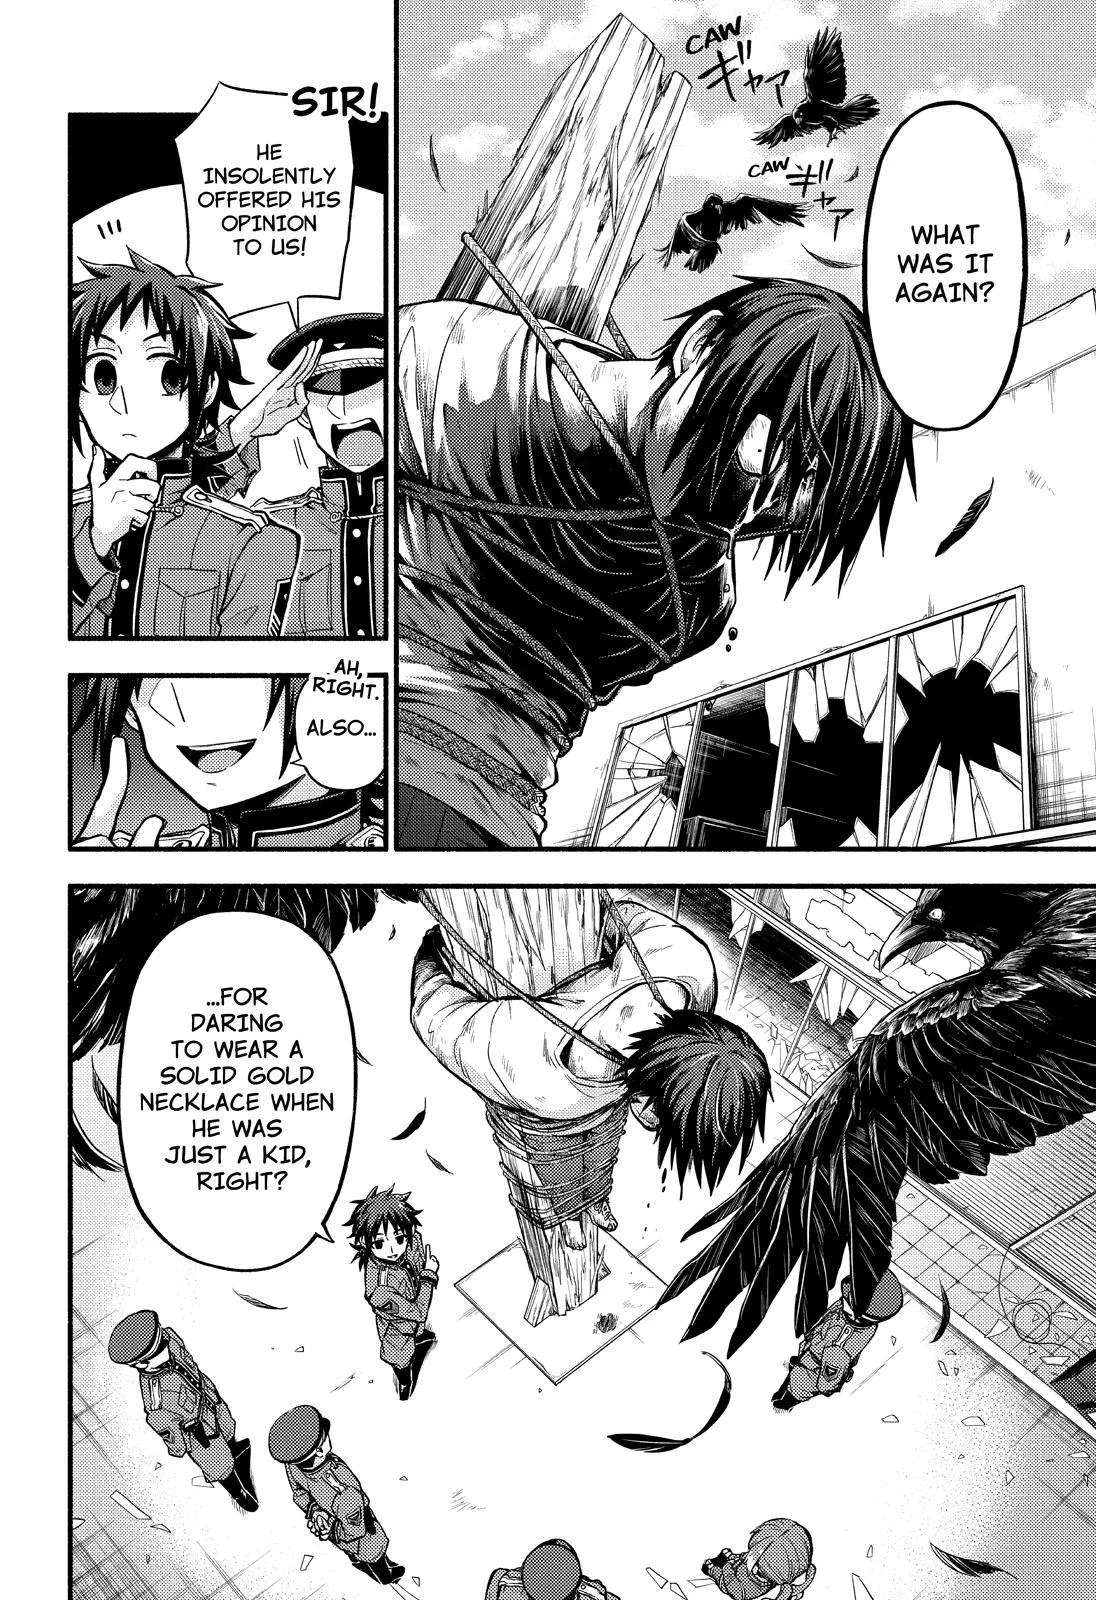 CAW
ギャア
CAW
ギャア
WHAT
WAS IT
AGAIN?
SIR!
HE
INSOLENTLY
OFFERED HIS
OPINION
TO US!
AH,
RIGHT.
ALSO...
...FOR
DARING
TO WEAR A
SOLID GOLD
NECKLACE WHEN
HE WAS
JUST A KID,
RIGHT?